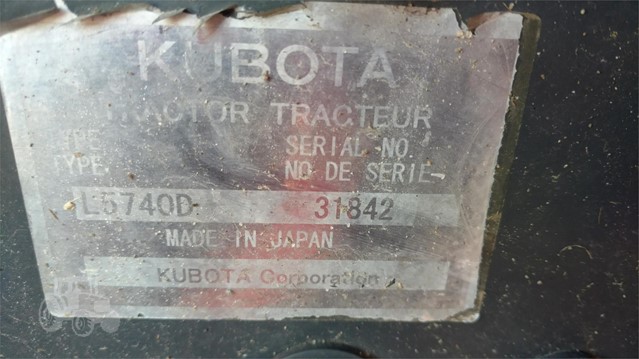 KUBOTA
TRACTOR TRACTEUR
TYPE SERIAL NO.
TYPE. NO DE SERIE
L5740D 31842
MADE IN JAPAN
KUBOTA Corporation